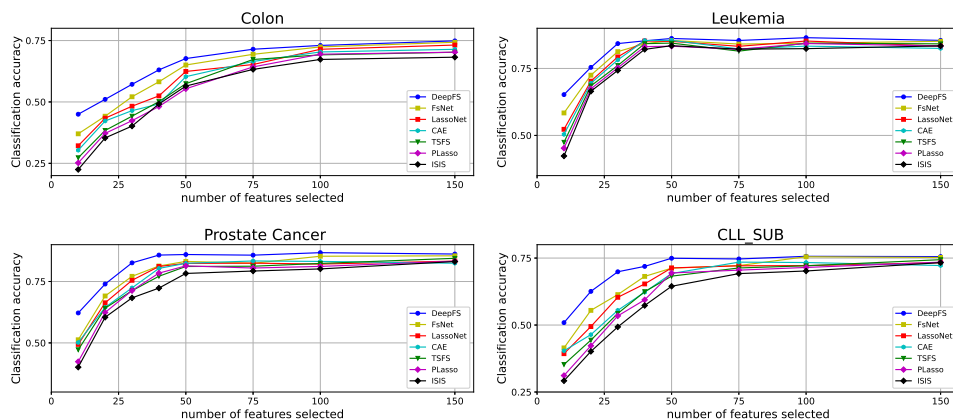 Colon
Classification accuracy
0.75
0.50
0.25
0 25 50 75 100 125 150
number of features selected
DeepFS
FsNet
LassoNet
CAE
TSFS
PLasso
ISIS
Leukemia
Classification accuracy
0.75
0.50
0 25 50 75 100 125 150
number of features selected
DeepFS
FsNet
LassoNet
CAE
TSFS
PLasso
ISIS
Prostate Cancer
Classification accuracy
0.75
0.50
0 25 50 75 100 125 150
number of features selected
DeepFS
FsNet
LassoNet
CAE
TSFS
PLasso
ISIS
CLL_SUB
Classification accuracy
0.75
0.50
0.25
0 25 50 75 100 125 150
number of features selected
DeepFS
FsNet
LassoNet
CAE
TSFS
PLasso
ISIS